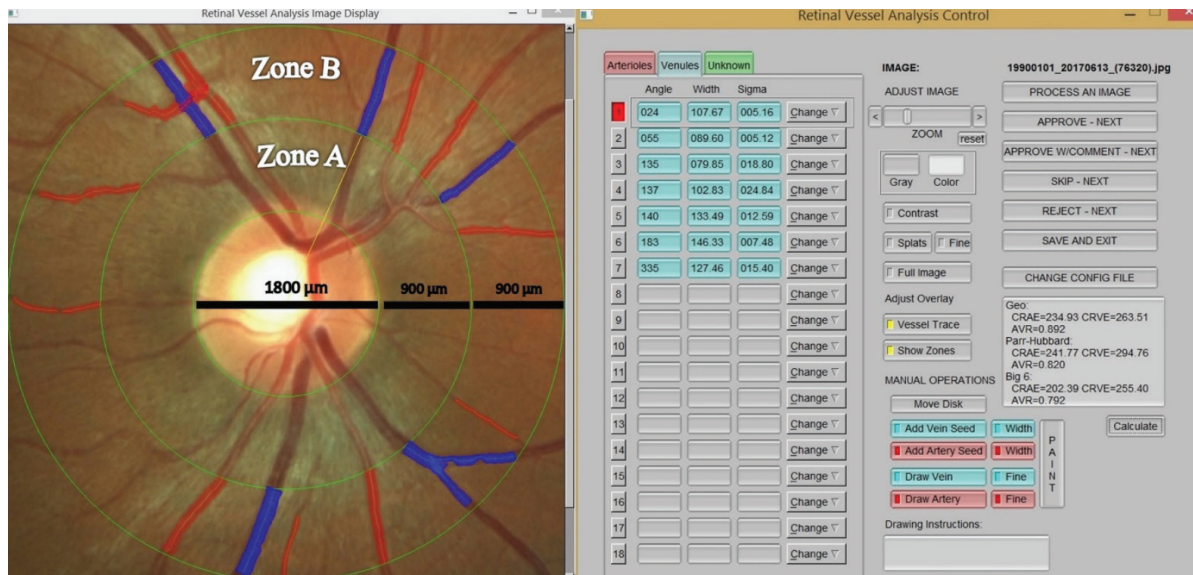 Retinal Vessel Analysis Image Display
Zone B
Zone A
1800 μm
900 μm
900 μm
Retinal Vessel Analysis Control
Arterioles Venules Unknown
Angle Width Sigma
1 024 107.67 005.16 Change
2 055 089.60 005.12 Change
3 135 079.85 018.80 Change
4 137 102.83 024.84 Change
5 140 133.49 012.59 Change
6 183 146.33 007.48 Change
7 335 127.46 015.40 Change
8 Change
9 Change
10 Change
11 Change
12 Change
13 Change
14 Change
15 Change
16 Change
17 Change
18 Change
IMAGE: 19900101_20170613_(76320).jpg
ADJUST IMAGE
< >
ZOOM reset
Gray Color
Contrast
Splats Fine
Full Image
Adjust Overlay
Vessel Trace
Show Zones
MANUAL OPERATIONS
Move Disk
Add Vein Seed Width
Add Artery Seed Width
Draw Vein Fine
Draw Artery Fine
PAINT
Drawing Instructions:
PROCESS AN IMAGE
APPROVE - NEXT
APPROVE W/COMMENT - NEXT
SKIP - NEXT
REJECT - NEXT
SAVE AND EXIT
CHANGE CONFIG FILE
Geo:
CRAE=234.93 CRVE=263.51
AVR=0.892
Parr-Hubbard:
CRAE=241.77 CRVE=294.76
AVR=0.820
Big 6:
CRAE=202.39 CRVE=255.40
AVR=0.792
Calculate